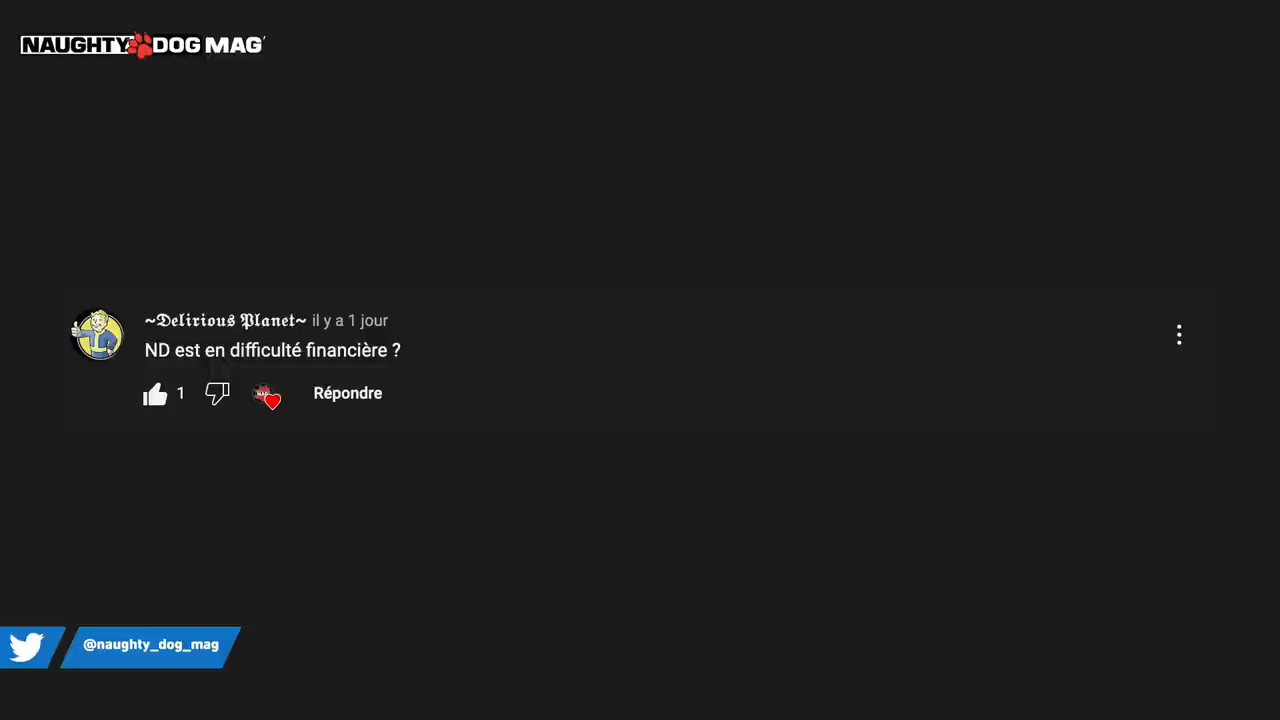 NAUGHTY DOG MAG'
~𝕯𝖊𝖑𝖎𝖗𝖎𝖔𝖚𝖘 𝕻𝖑𝖆𝖓𝖊𝖙~ il y a 1 jour
ND est en difficulté financière ?
1 Répondre
@naughty_dog_mag